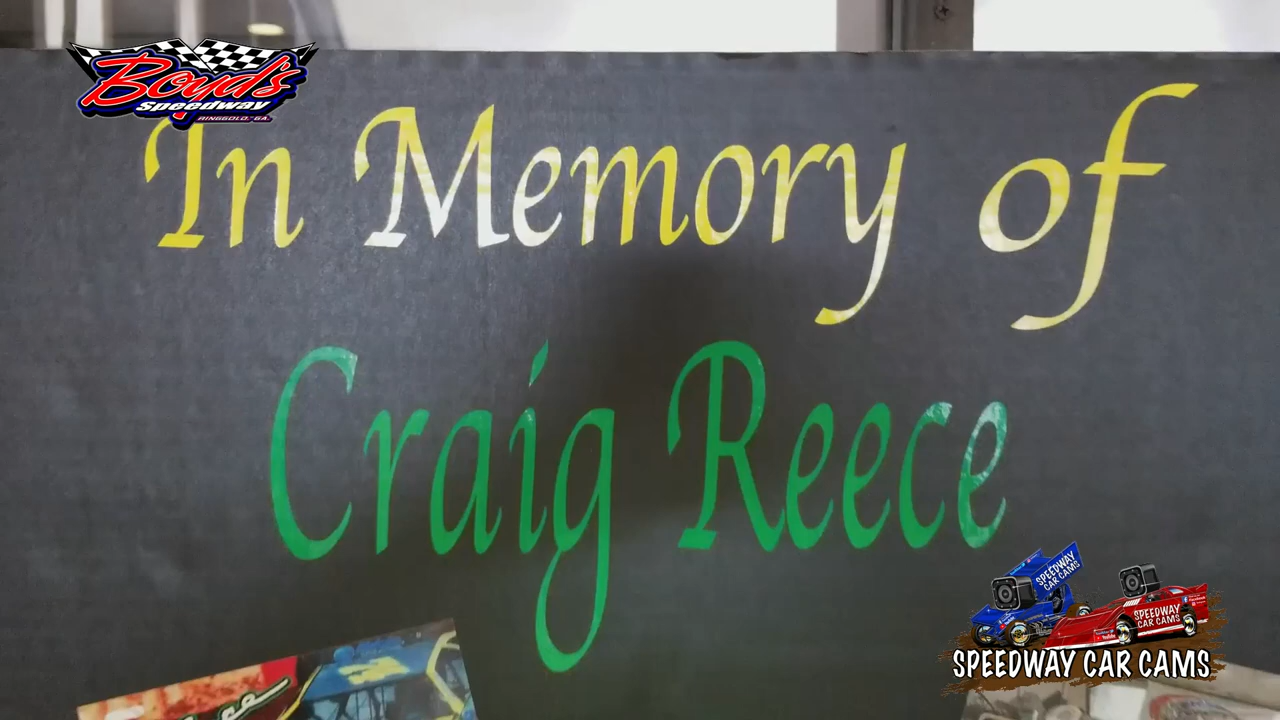 Boyd's
Speedway
RINGGOLD, GA.
In Memory of
Craig Reece
SPEEDWAY
CAR CAMS
SPEEDWAY
CAR CAMS
SPEEDWAY CAR CAMS